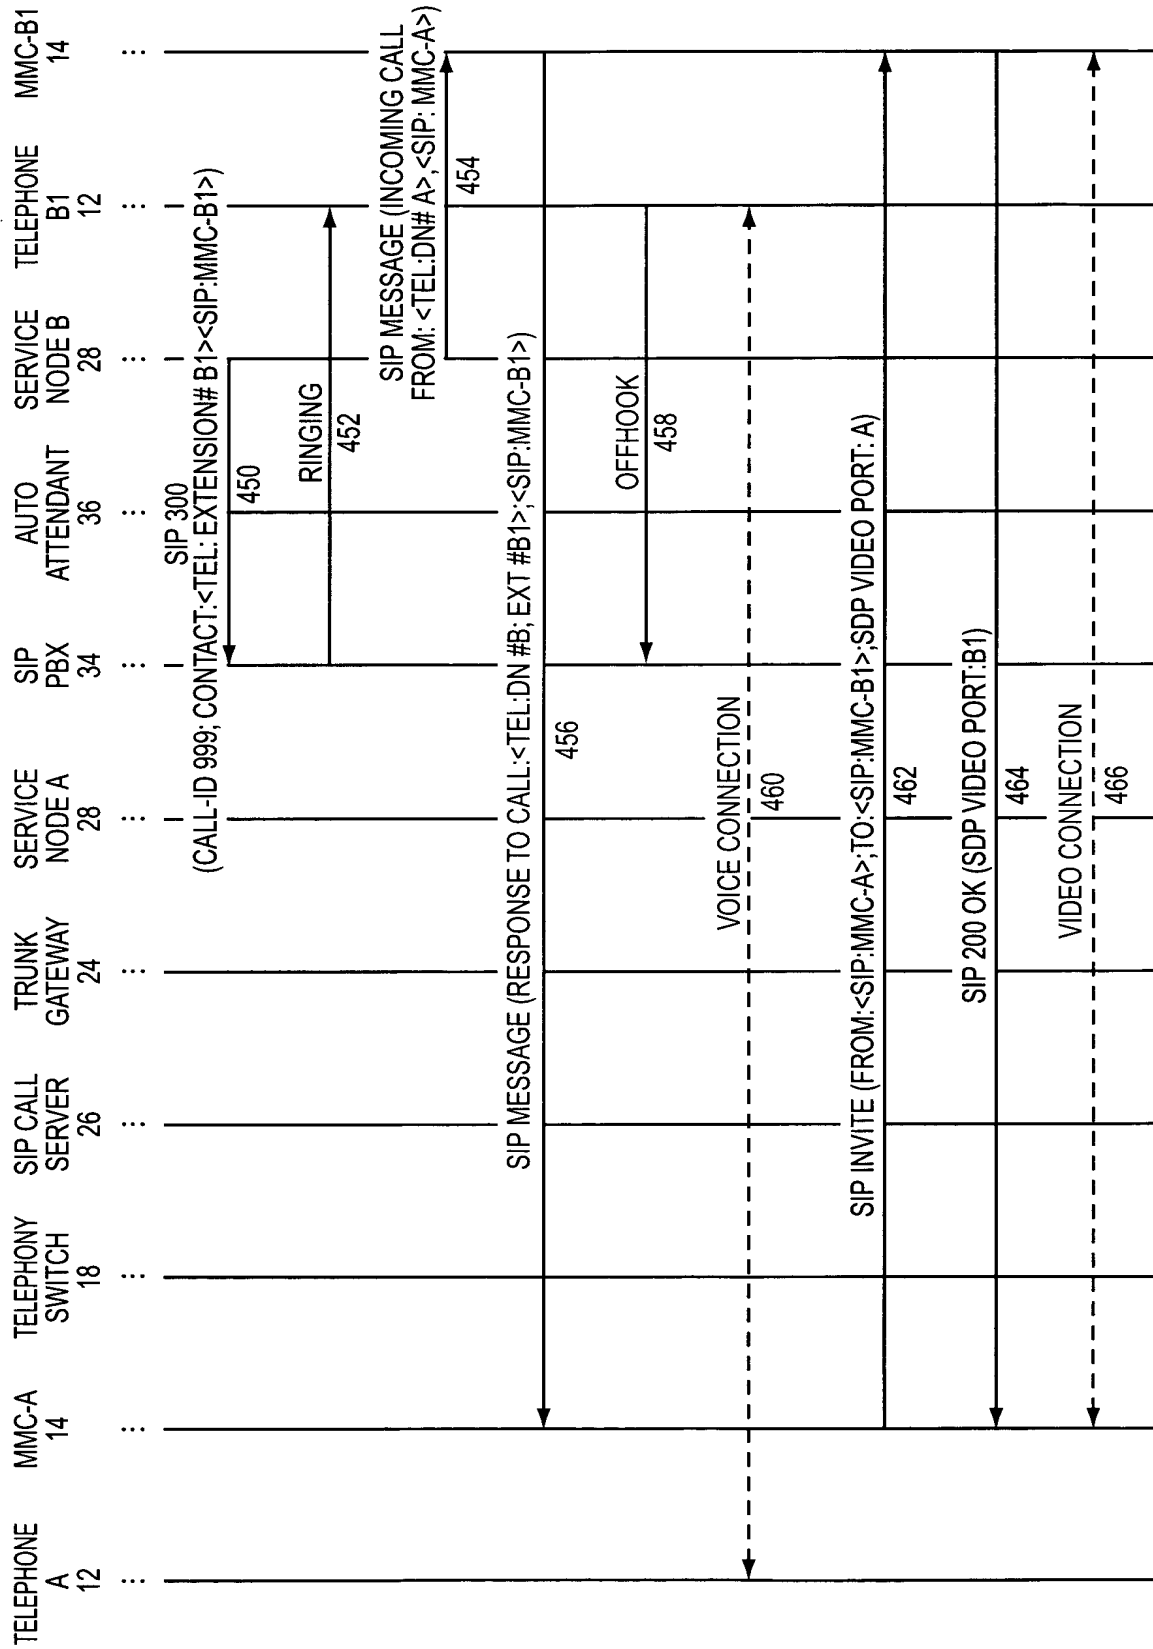 TELEPHONE
A
12
MMC-A
14
TELEPHONY
SWITCH
18
SIP CALL
SERVER
26
TRUNK
GATEWAY
24
SERVICE
NODE A
28
SIP
PBX
34
AUTO
ATTENDANT
36
SERVICE
NODE B
28
TELEPHONE
B1
12
MMC-B1
14
...
...
...
...
...
...
...
...
...
...
...
SIP 300
(CALL-ID 999; CONTACT:<TEL: EXTENSION# B1><SIP:MMC-B1>)
450
RINGING
452
SIP MESSAGE (INCOMING CALL
FROM: <TEL:DN# A>,<SIP: MMC-A>)
454
SIP MESSAGE (RESPONSE TO CALL:<TEL:DN #B; EXT #B1>;<SIP:MMC-B1>)
456
OFFHOOK
458
VOICE CONNECTION
460
SIP INVITE (FROM:<SIP:MMC-A>;TO:<SIP:MMC-B1>;SDP VIDEO PORT: A)
462
SIP 200 OK (SDP VIDEO PORT:B1)
464
VIDEO CONNECTION
466